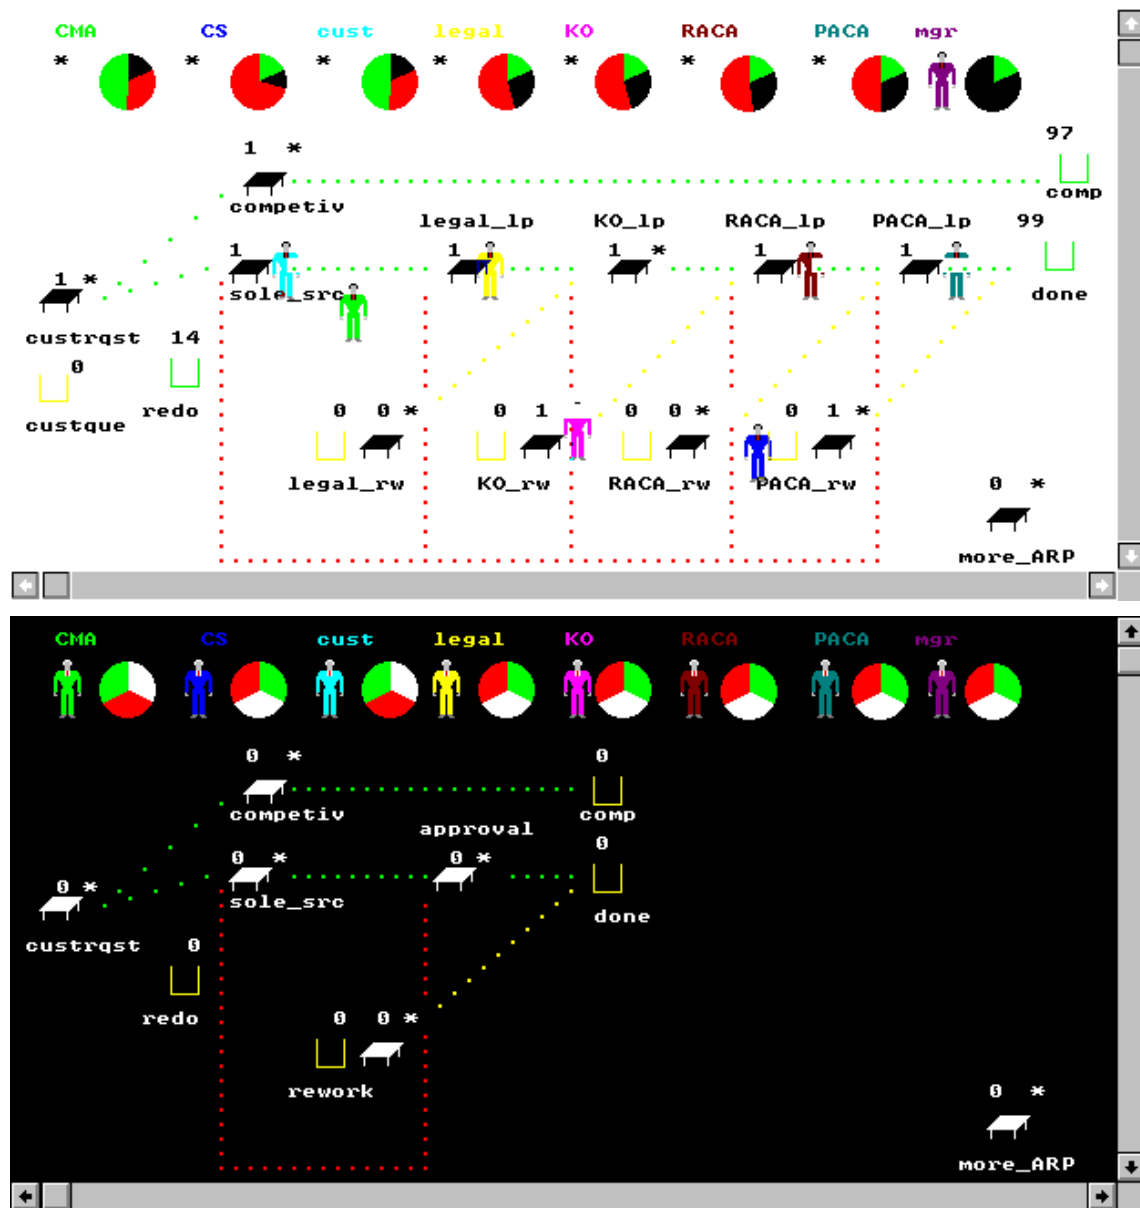 CMA CS cust legal KO RACA PACA mgr
* * * * * * *
97
1 *
comp
competiv
legal_lp KO_lp RACA_lp PACA_lp 99
1 1 1 * 1 1
1 *
sole_src done
custrqst 14
0
redo
custque
0 0 * 0 1 - 0 0 * 0 1 *
legal_rw KO_rw RACA_rw PACA_rw
0 *
more_ARP
CMA CS cust legal KO RACA PACA mgr
0 * 0
competiv comp
approval 0
0 * 0 *
0 *
sole_src
done
custrqst 0
redo
0 0 *
rework
0 *
more_ARP